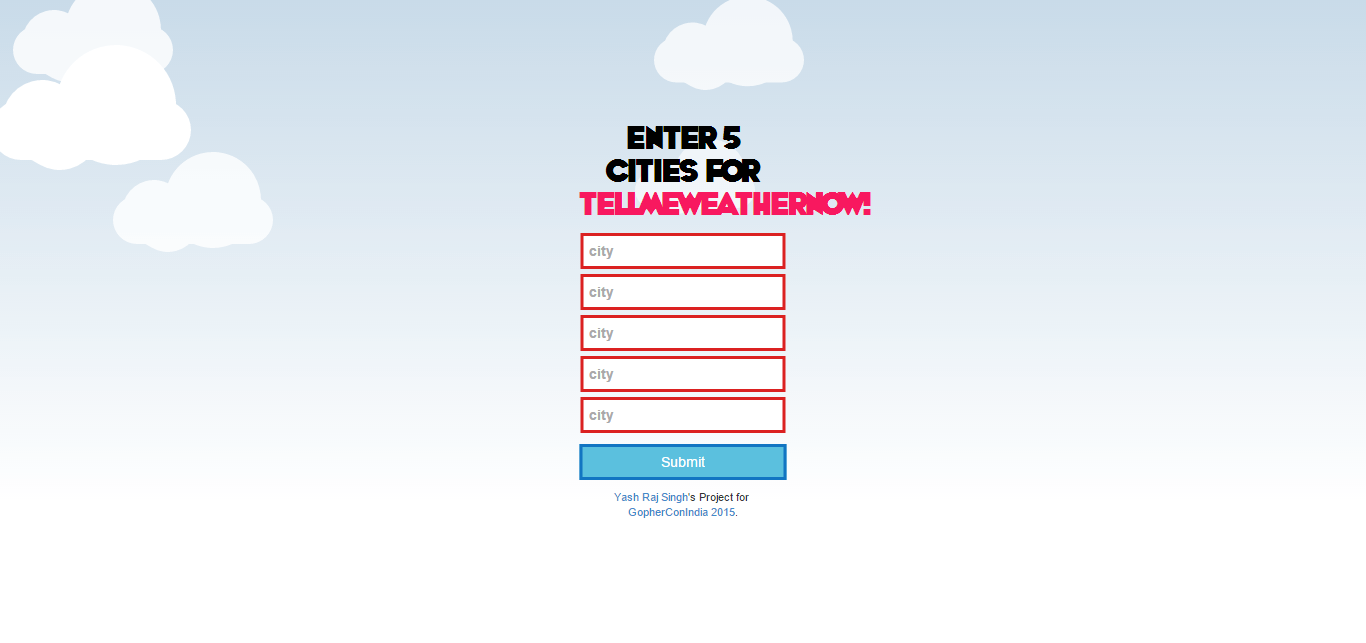 ENTER 5
CITIES FOR
TELLMEWEATHERNOW!
city
city
city
city
city
Submit
Yash Raj Singh's Project for
GopherConIndia 2015.